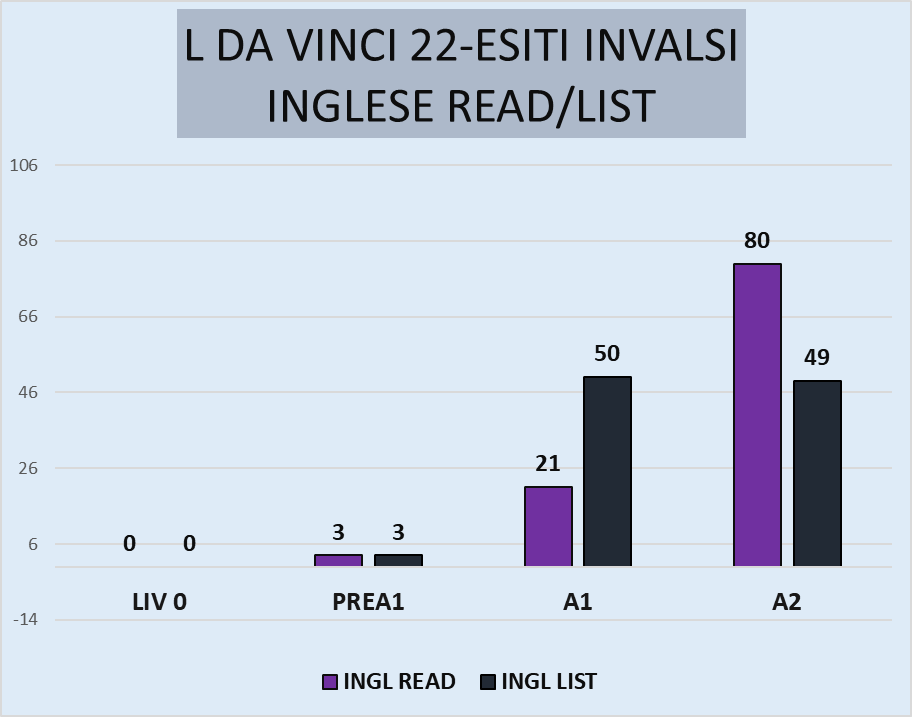 L DA VINCI 22-ESITI INVALSI
INGLESE READ/LIST
106
86
66
46
26
6
-14
0 0
3 3
21 50
80 49
LIV 0 PREA1 A1 A2
INGL READ INGL LIST